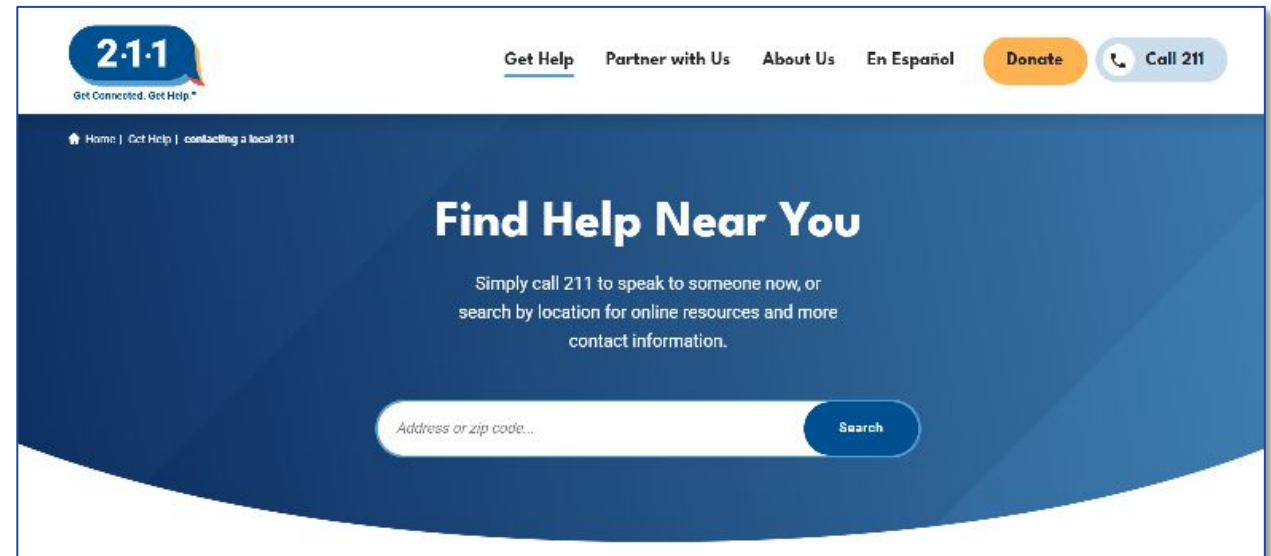 2·1·1
Get Connected. Get Help.™
Get Help
Partner with Us
About Us
En Español
Donate
Call 211
Home | Get Help | contacting a local 211
Find Help Near You
Simply call 211 to speak to someone now, or
search by location for online resources and more
contact information.
Address or zip code...
Search